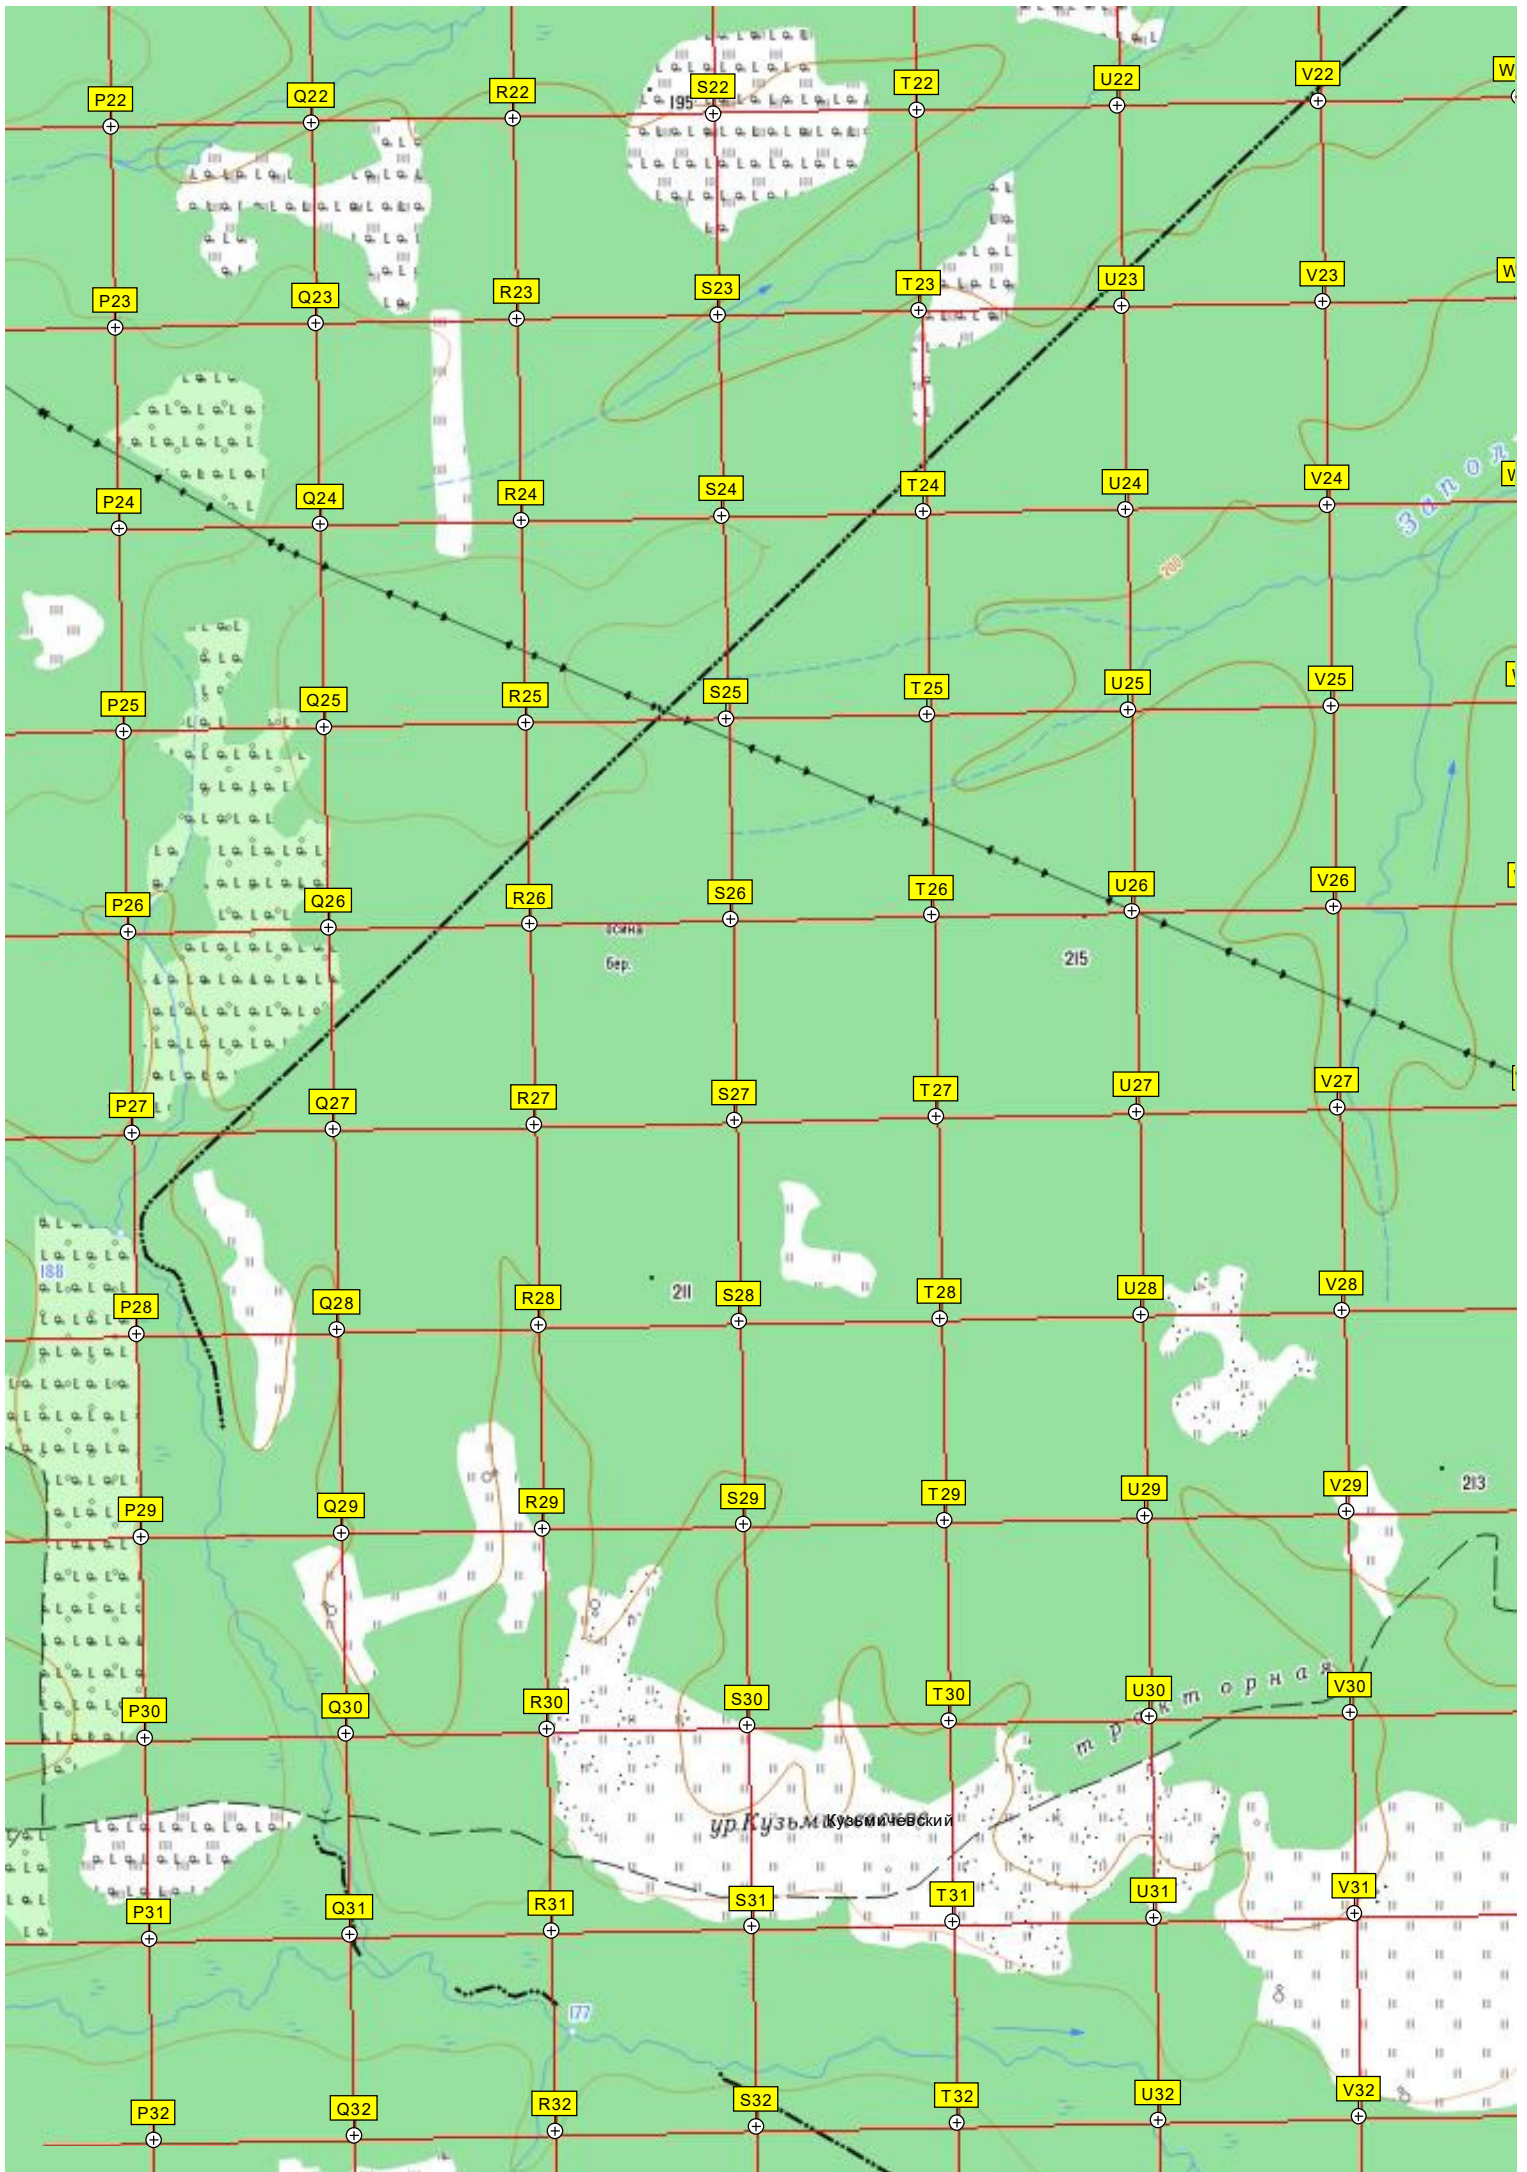 P22 Q22 R22 S22 T22 U22 V22 W
195
P23 Q23 R23 S23 T23 U23 V23 W
P24 Q24 R24 S24 T24 U24 V24
Запол
200
P25 Q25 R25 S25 T25 U25 V25
P26 Q26 R26 S26 T26 U26 V26
осина
бер.
215
P27 Q27 R27 S27 T27 U27 V27
188
211
P28 Q28 R28 S28 T28 U28 V28
213
P29 Q29 R29 S29 T29 U29 V29
тракторная
P30 Q30 R30 S30 T30 U30 V30
ур.
Кузьмичевский
P31 Q31 R31 S31 T31 U31 V31
177
P32 Q32 R32 S32 T32 U32 V32